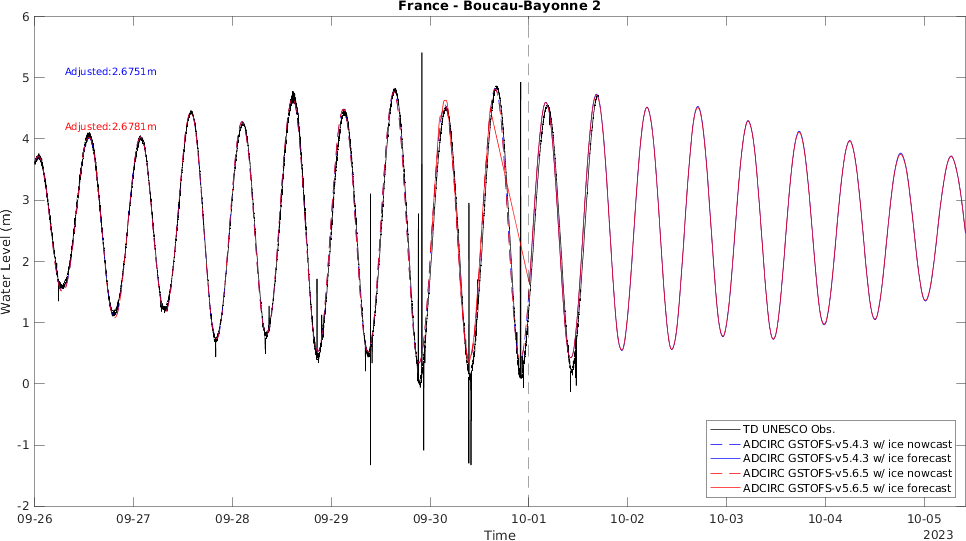 France - Boucau-Bayonne 2
6
5
4
3
2
1
0
-1
-2
Water Level (m)
Adjusted:2.6751m
Adjusted:2.6781m
TD UNESCO Obs.
ADCIRC GSTOFS-v5.4.3 w/ ice nowcast
ADCIRC GSTOFS-v5.4.3 w/ ice forecast
ADCIRC GSTOFS-v5.6.5 w/ ice nowcast
ADCIRC GSTOFS-v5.6.5 w/ ice forecast
09-26 09-27 09-28 09-29 09-30 10-01 10-02 10-03 10-04 10-05
Time
2023